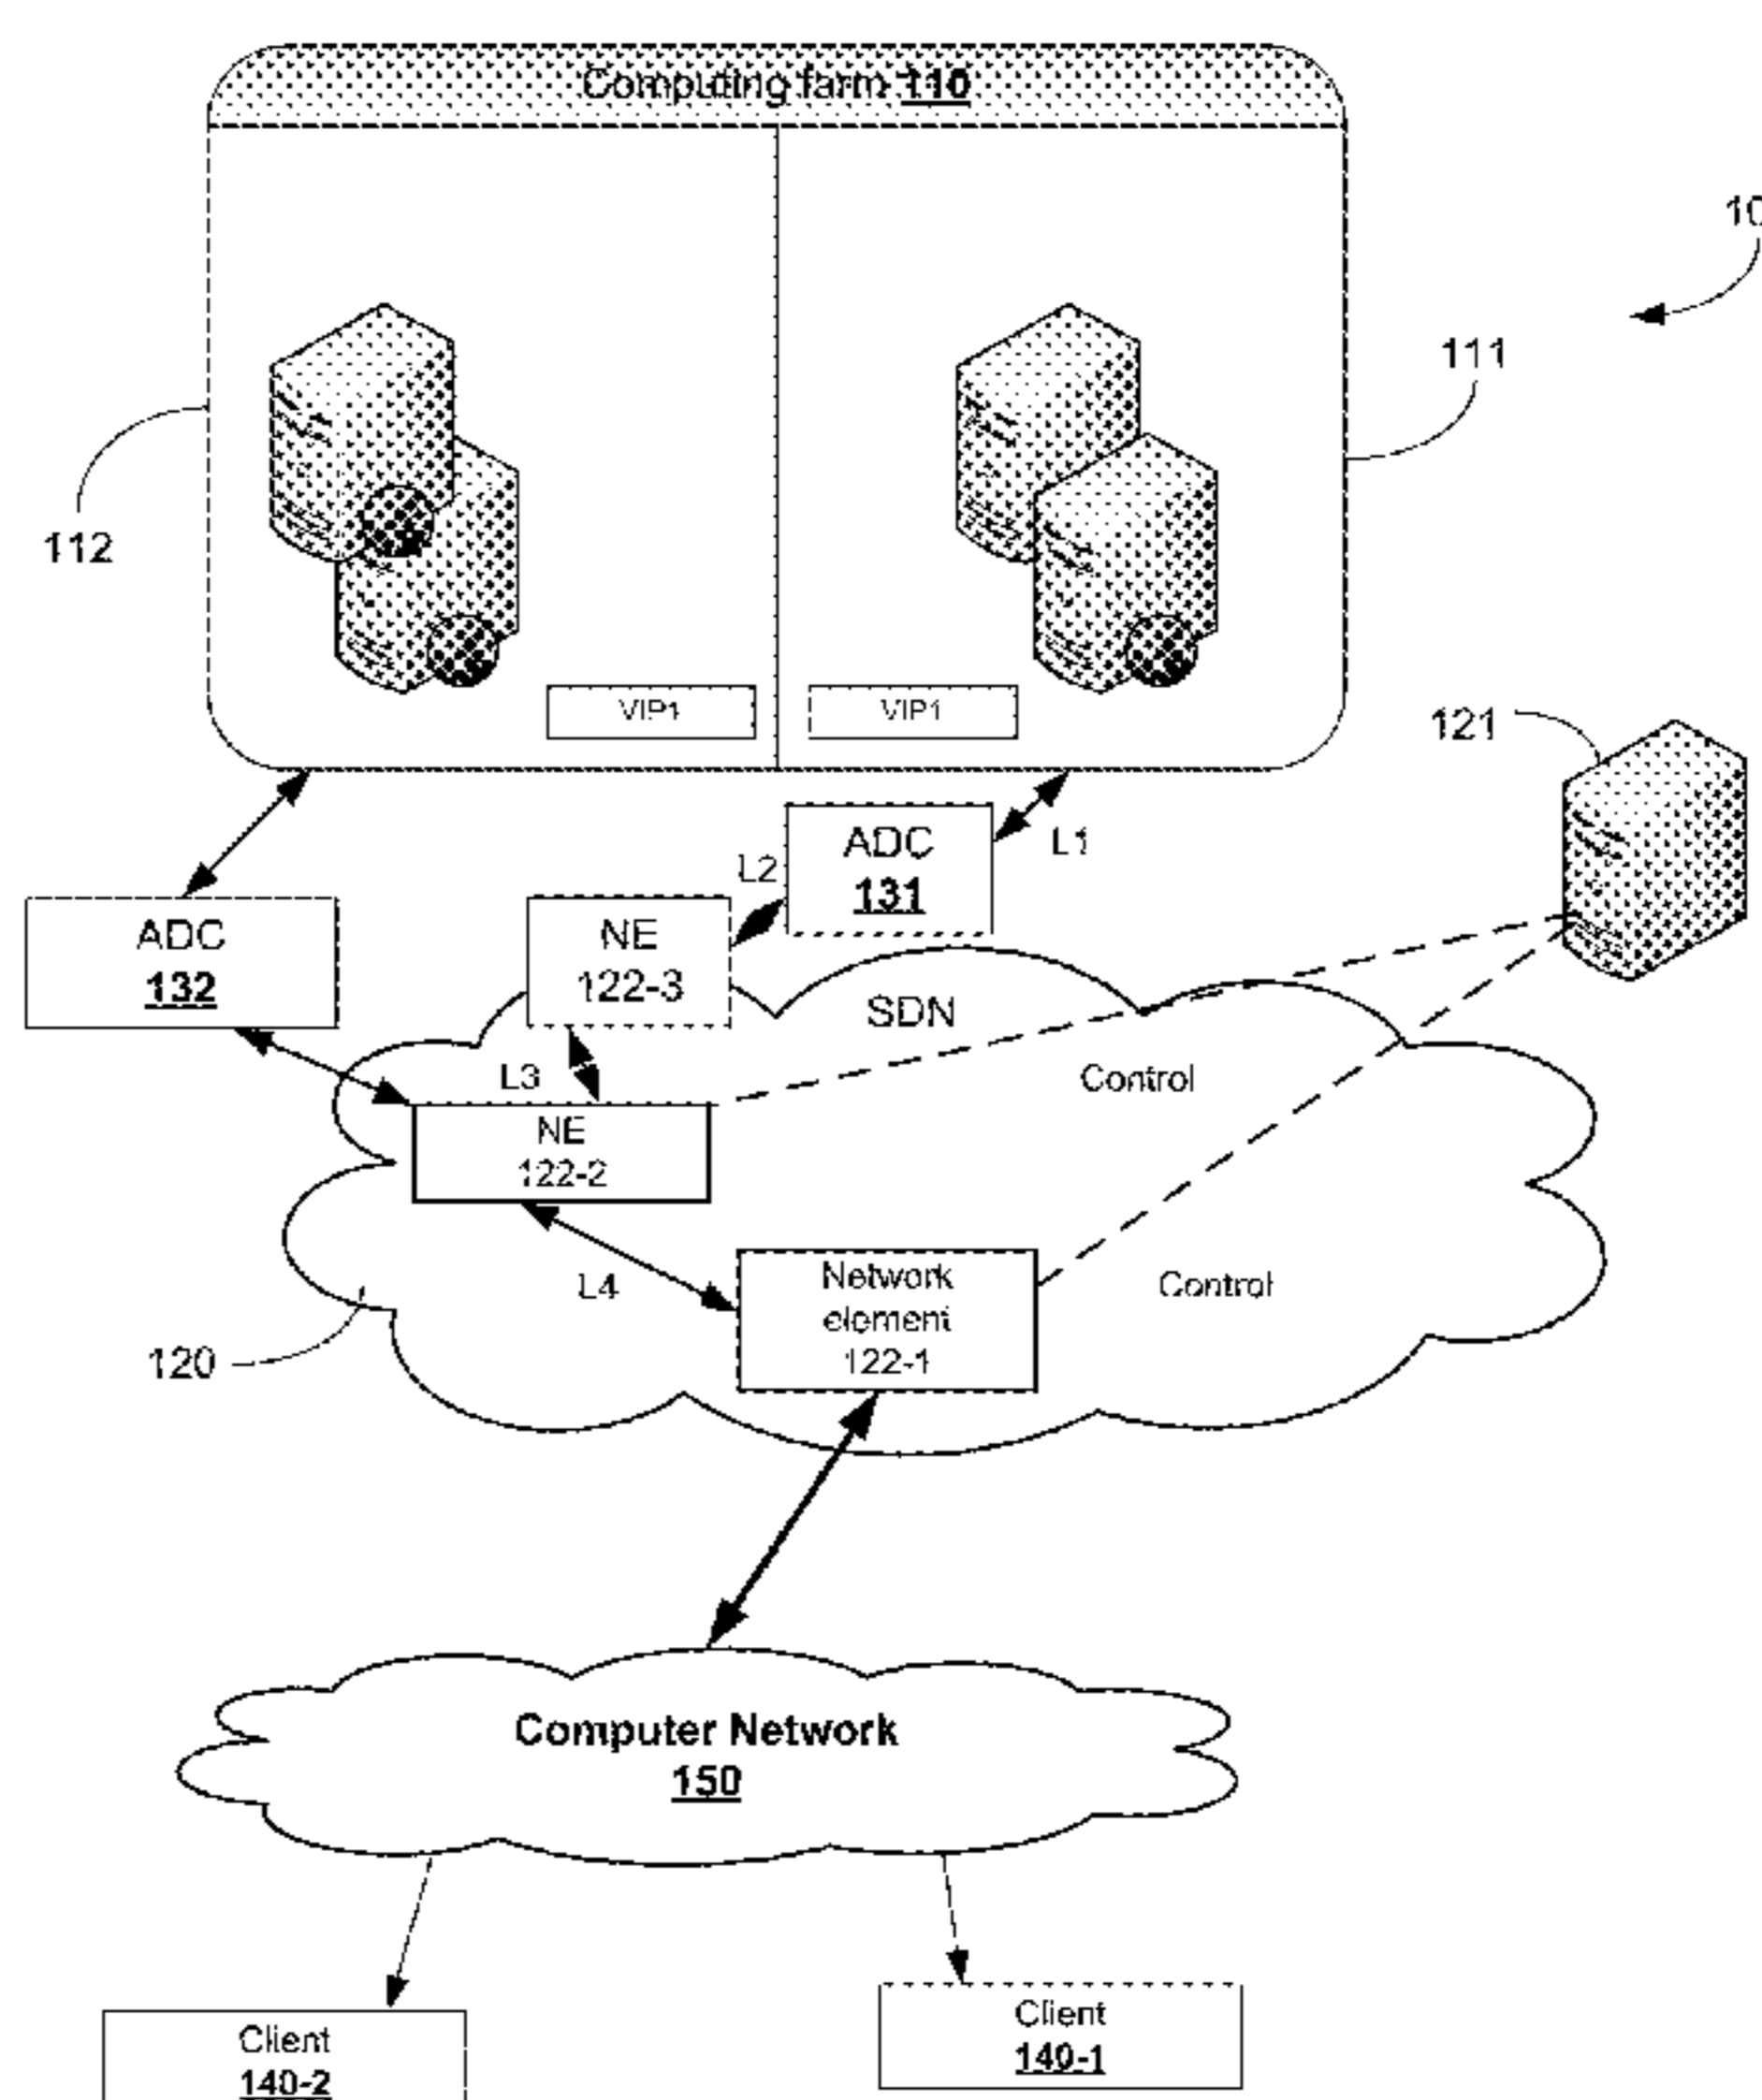 Computing farm 110
10
111
112
VIP1
VIP1
121
ADC
131
L1
L2
ADC
132
NE
122-3
SDN
L3
Control
NE
122-2
L4
Network
element
122-1
Control
120
Computer Network
150
Client
140-1
Client
140-2